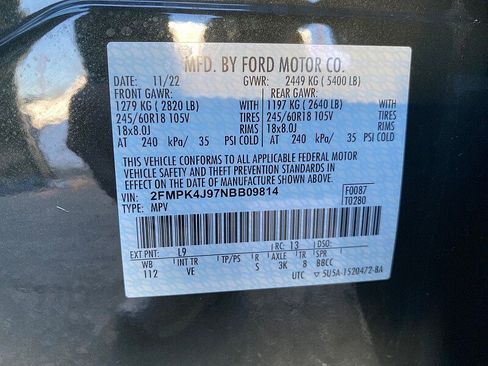 MFD. BY FORD MOTOR CO.
DATE: 11/22 GVWR: 2449 KG ( 5400 LB)
FRONT GAWR: REAR GAWR:
1279 KG ( 2820 LB) WITH 1197 KG ( 2640 LB) WITH
245/60R18 105V TIRES 245/60R18 105V TIRES
18x8.0J RIMS 18x8.0J RIMS
AT 240 kPa/ 35 PSI COLD AT 240 kPa/ 35 PSI COLD
THIS VEHICLE CONFORMS TO ALL APPLICABLE FEDERAL MOTOR
VEHICLE SAFETY AND THEFT PREVENTION STANDARDS IN
EFFECT ON THE DATE OF MANUFACTURE SHOWN ABOVE.
VIN: 2FMPK4J97NBB09814 F0087
TYPE: MPV T0280
EXT PNT: L9 RC: 13 DSO:
WB INT TR TP/PS R AXLE TR SPR
112 VE S 3K 8 BBCC
UTC 5U5A-1520472-BA